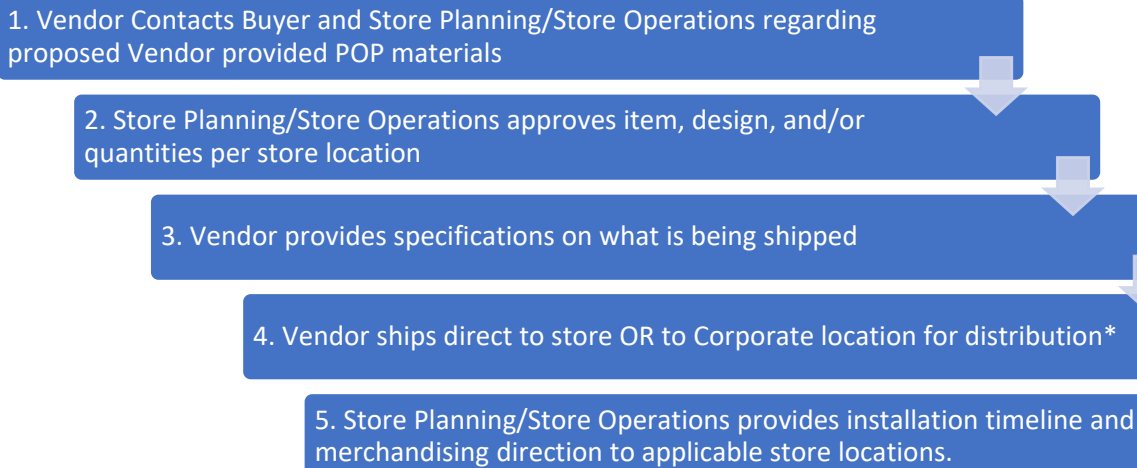 1. Vendor Contacts Buyer and Store Planning/Store Operations regarding
proposed Vendor provided POP materials
2. Store Planning/Store Operations approves item, design, and/or
quantities per store location
3. Vendor provides specifications on what is being shipped
4. Vendor ships direct to store OR to Corporate location for distribution*
5. Store Planning/Store Operations provides installation timeline and
merchandising direction to applicable store locations.